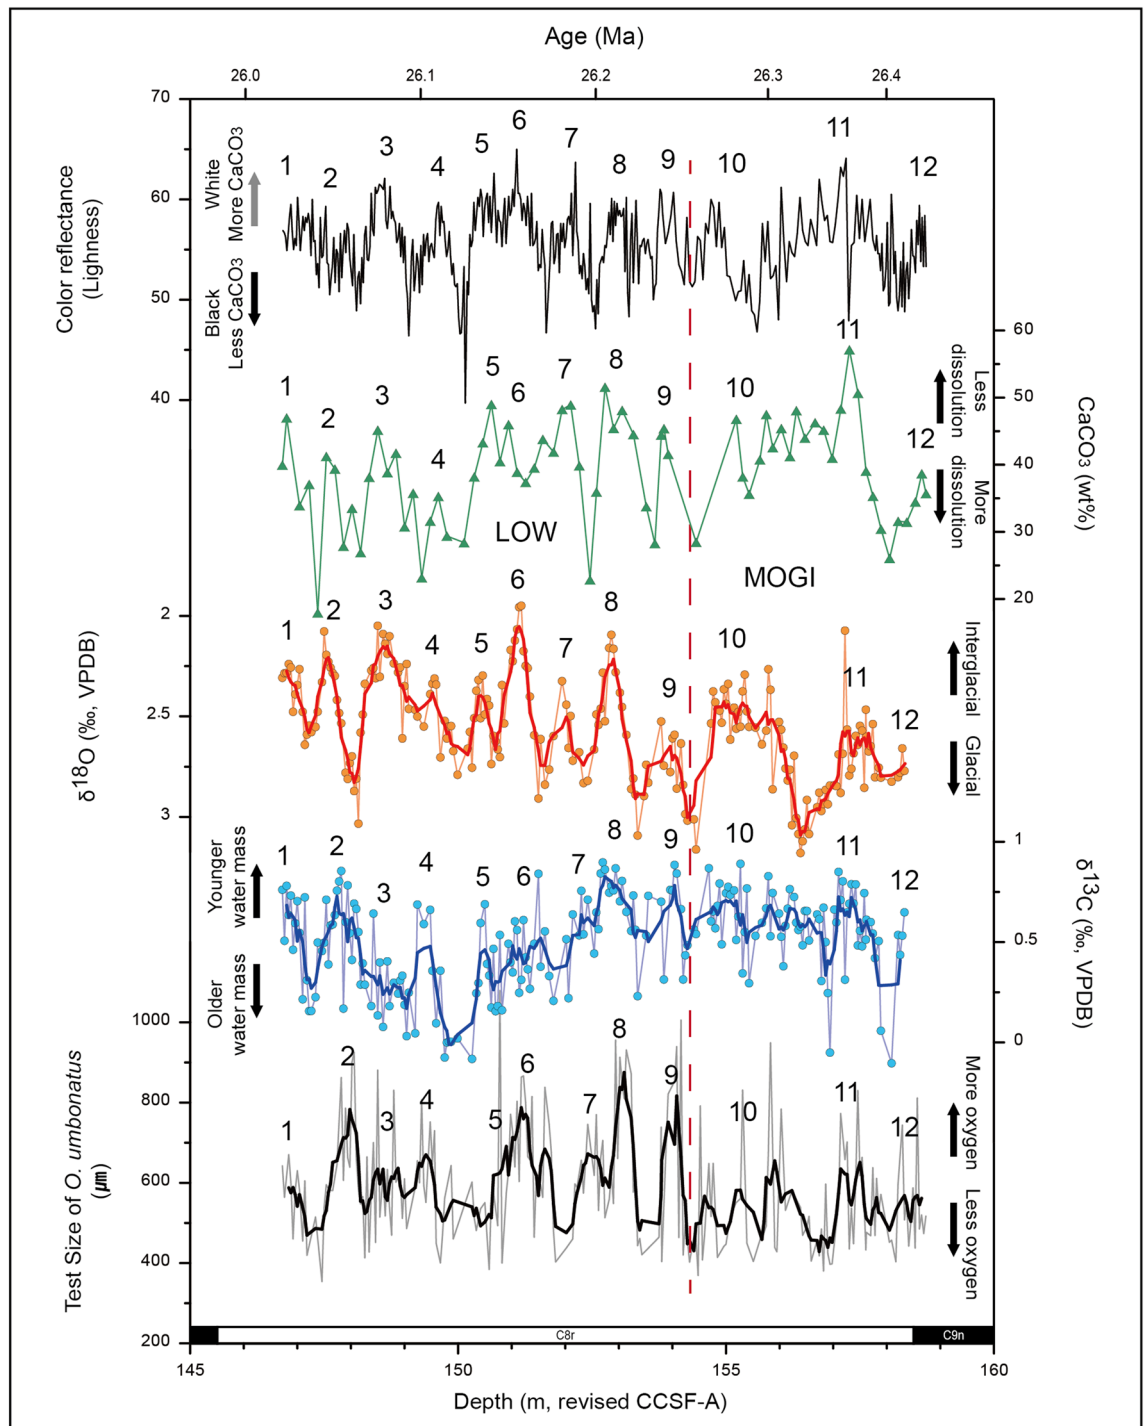 Age (Ma)
26.0 26.1 26.2 26.3 26.4
70
60
50
40
Color reflectance
(Lighness)
White
More CaCO3
Black
Less CaCO3
1 2 3 4 5 6 7 8 9 10 11 12
60
50
40
30
20
CaCO3 (wt%)
Less
dissolution
More
dissolution
1 2 3 4 5 6 7 8 9 10 11 12
LOW
MOGI
2
2.5
3
δ18O (‰, VPDB)
Interglacial
Glacial
1 2 3 4 5 6 7 8 9 10 11 12
1
0.5
0
δ13C (‰, VPDB)
Younger
water mass
Older
water mass
1 2 3 4 5 6 7 8 9 10 11 12
1000
800
600
400
200
Test Size of O. umbonatus
(㎛)
More oxygen
Less oxygen
1 2 3 4 5 6 7 8 9 10 11 12
C8r
C9n
145 150 155 160
Depth (m, revised CCSF-A)